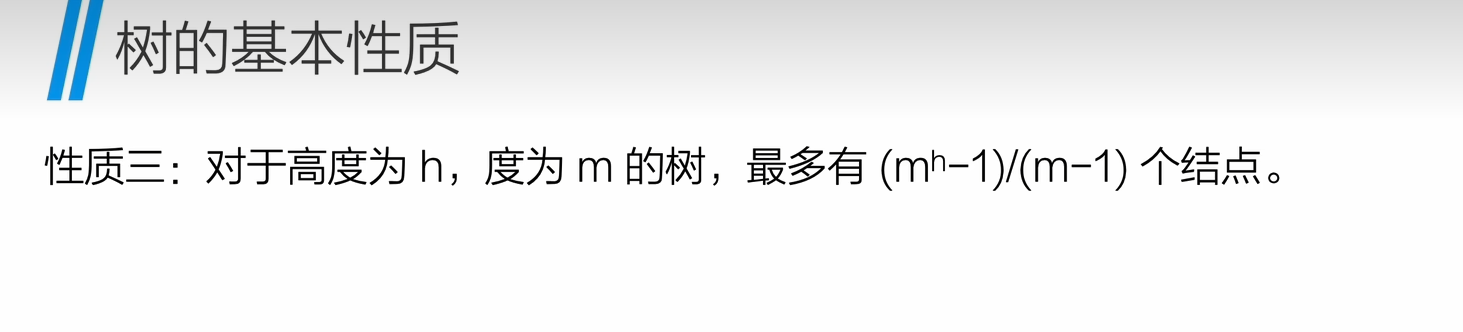 树的基本性质
性质三：对于高度为 h，度为 m 的树，最多有 (mʰ−1)/(m−1) 个结点。